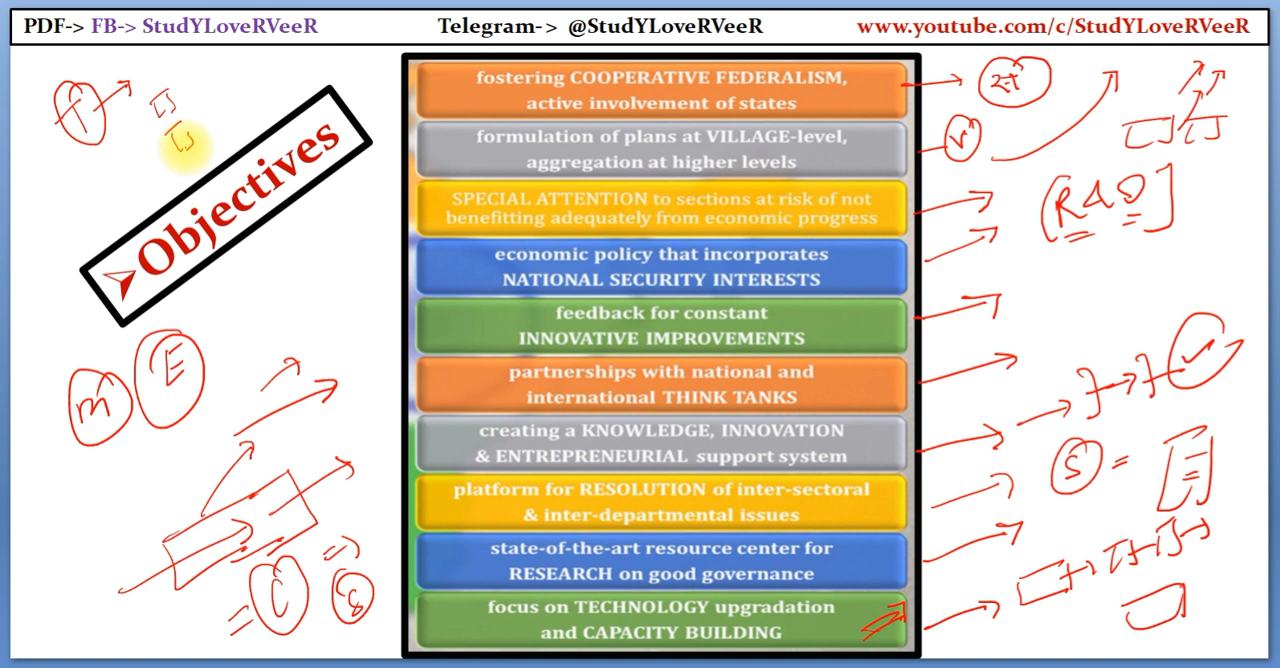 PDF-> FB-> StudYLoveRVeeR
Telegram-> @StudYLoveRVeeR
www.youtube.com/c/StudYLoveRVeeR
Objectives
fostering COOPERATIVE FEDERALISM,
active involvement of states
formulation of plans at VILLAGE-level,
aggregation at higher levels
SPECIAL ATTENTION to sections at risk of not
benefitting adequately from economic progress
economic policy that incorporates
NATIONAL SECURITY INTERESTS
feedback for constant
INNOVATIVE IMPROVEMENTS
partnerships with national and
international THINK TANKS
creating a KNOWLEDGE, INNOVATION
& ENTREPRENEURIAL support system
platform for RESOLUTION of inter-sectoral
& inter-departmental issues
state-of-the-art resource center for
RESEARCH on good governance
focus on TECHNOLOGY upgradation
and CAPACITY BUILDING
T
V
R & D
M
E
S
C